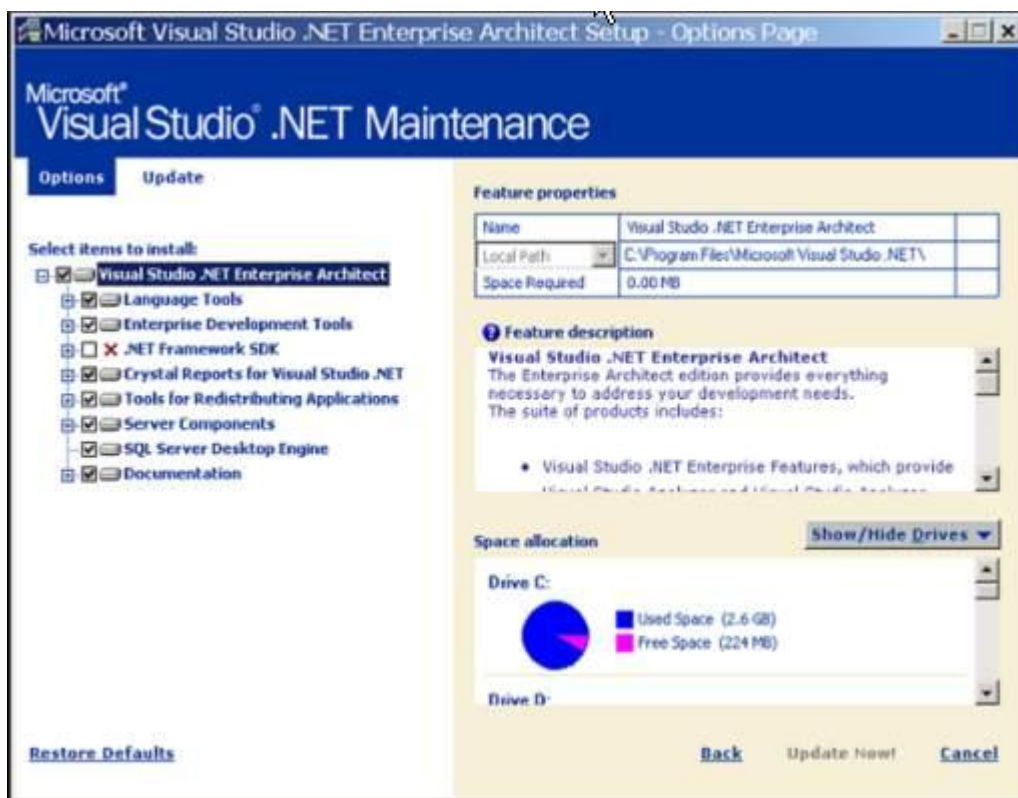 Microsoft Visual Studio .NET Enterprise Architect Setup - Options Page
Microsoft®
Visual Studio® .NET Maintenance
Options Update
Select items to install:
Visual Studio .NET Enterprise Architect
Language Tools
Enterprise Development Tools
.NET Framework SDK
Crystal Reports for Visual Studio .NET
Tools for Redistributing Applications
Server Components
SQL Server Desktop Engine
Documentation
Restore Defaults
Feature properties
Name Visual Studio .NET Enterprise Architect
Local Path C:\Program Files\Microsoft Visual Studio .NET\
Space Required 0.00 MB
Feature description
Visual Studio .NET Enterprise Architect
The Enterprise Architect edition provides everything
necessary to address your development needs.
The suite of products includes:
• Visual Studio .NET Enterprise Features, which provide
Space allocation
Show/Hide Drives
Drive C:
Used Space (2.6 GB)
Free Space (224 MB)
Drive D:
Back Update Now! Cancel